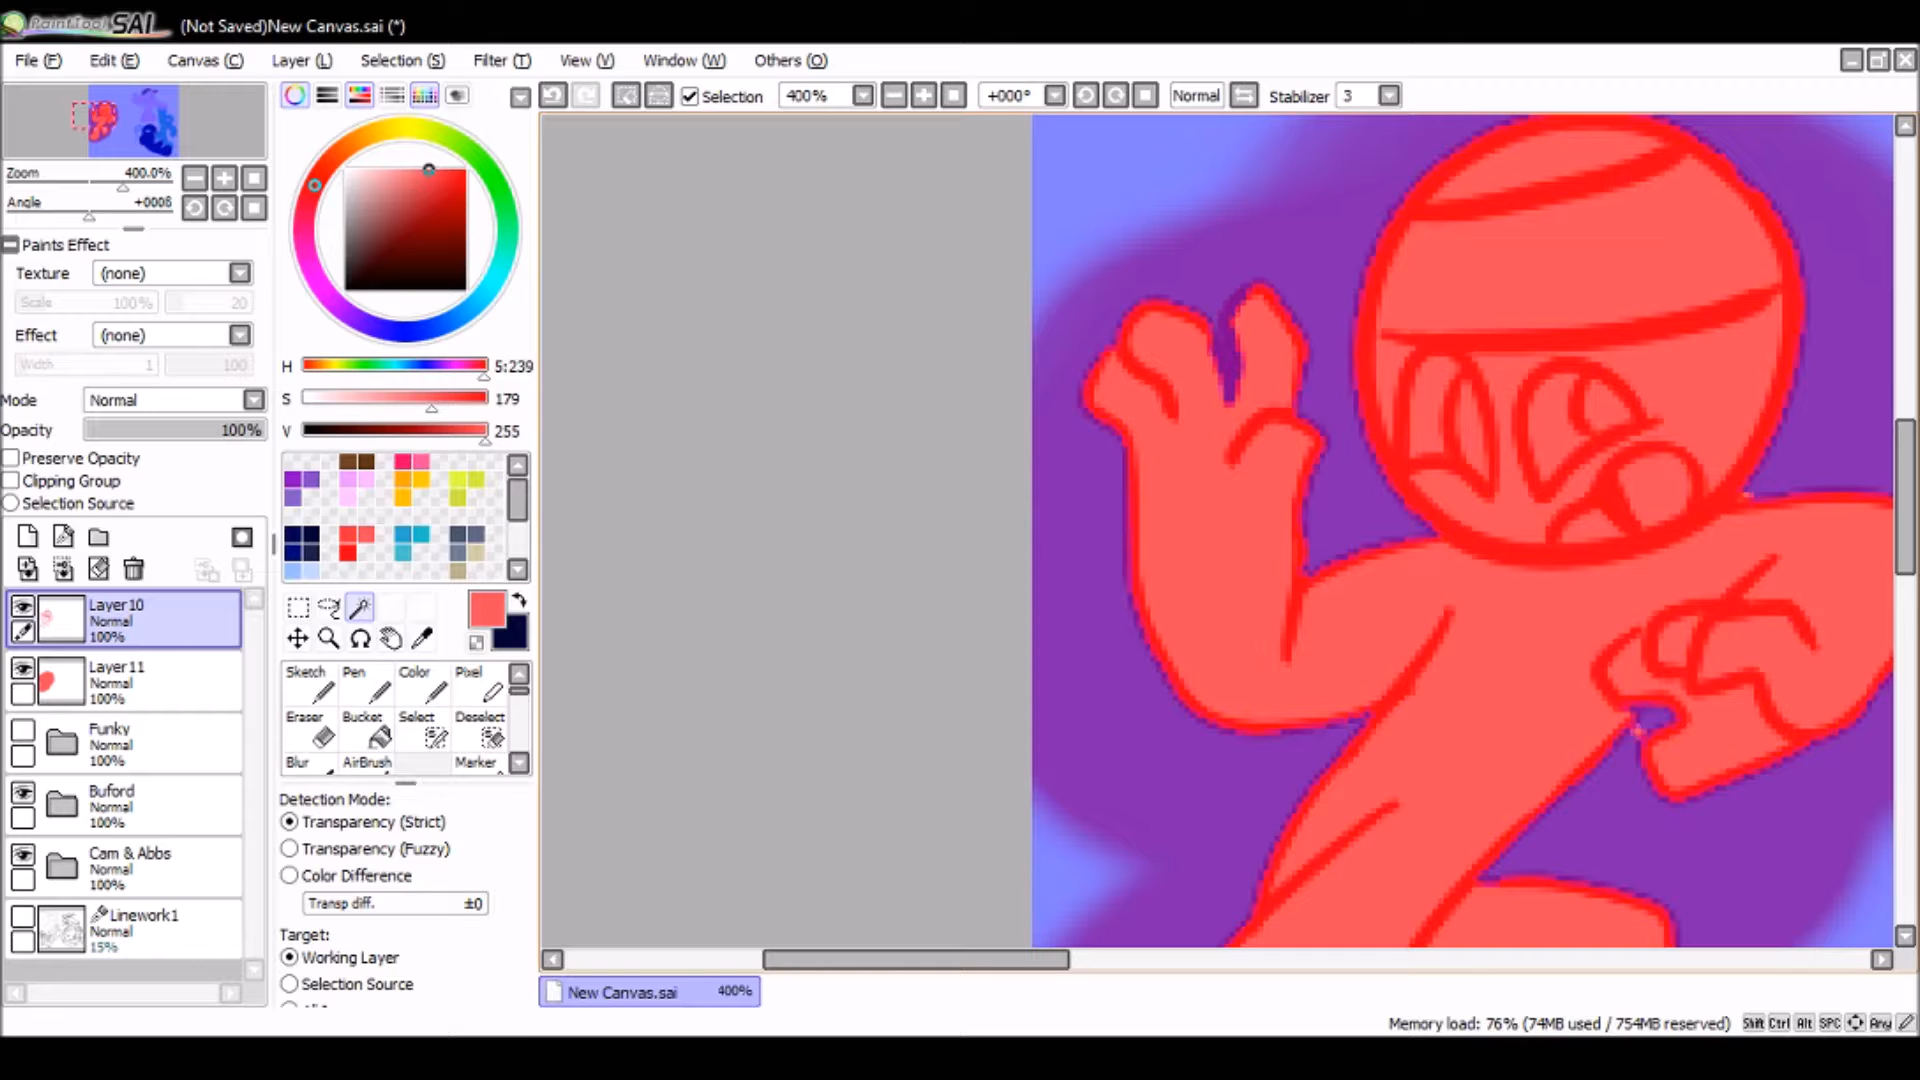 PaintTool SAI (Not Saved)New Canvas.sai (*)
File (F) Edit (E) Canvas (C) Layer (L) Selection (S) Filter (T) View (V) Window (W) Others (O)
Selection 400% +000° Normal Stabilizer 3
Zoom 400.0%
Angle +000ß
Paints Effect
Texture (none)
Scale 100% 20
Effect (none)
Width 1 100
Mode Normal
Opacity 100%
Preserve Opacity
Clipping Group
Selection Source
Layer10
Normal
100%
Layer11
Normal
100%
Funky
Normal
100%
Buford
Normal
100%
Cam & Abbs
Normal
100%
Linework1
Normal
15%
H 5:239
S 179
V 255
Sketch Pen Color Pixel
Eraser Bucket Select Deselect
Blur AirBrush Marker
Detection Mode:
Transparency (Strict)
Transparency (Fuzzy)
Color Difference
Transp diff. ±0
Target:
Working Layer
Selection Source
New Canvas.sai 400%
Memory load: 76% (74MB used / 754MB reserved) Shift Ctrl Alt SPC Any